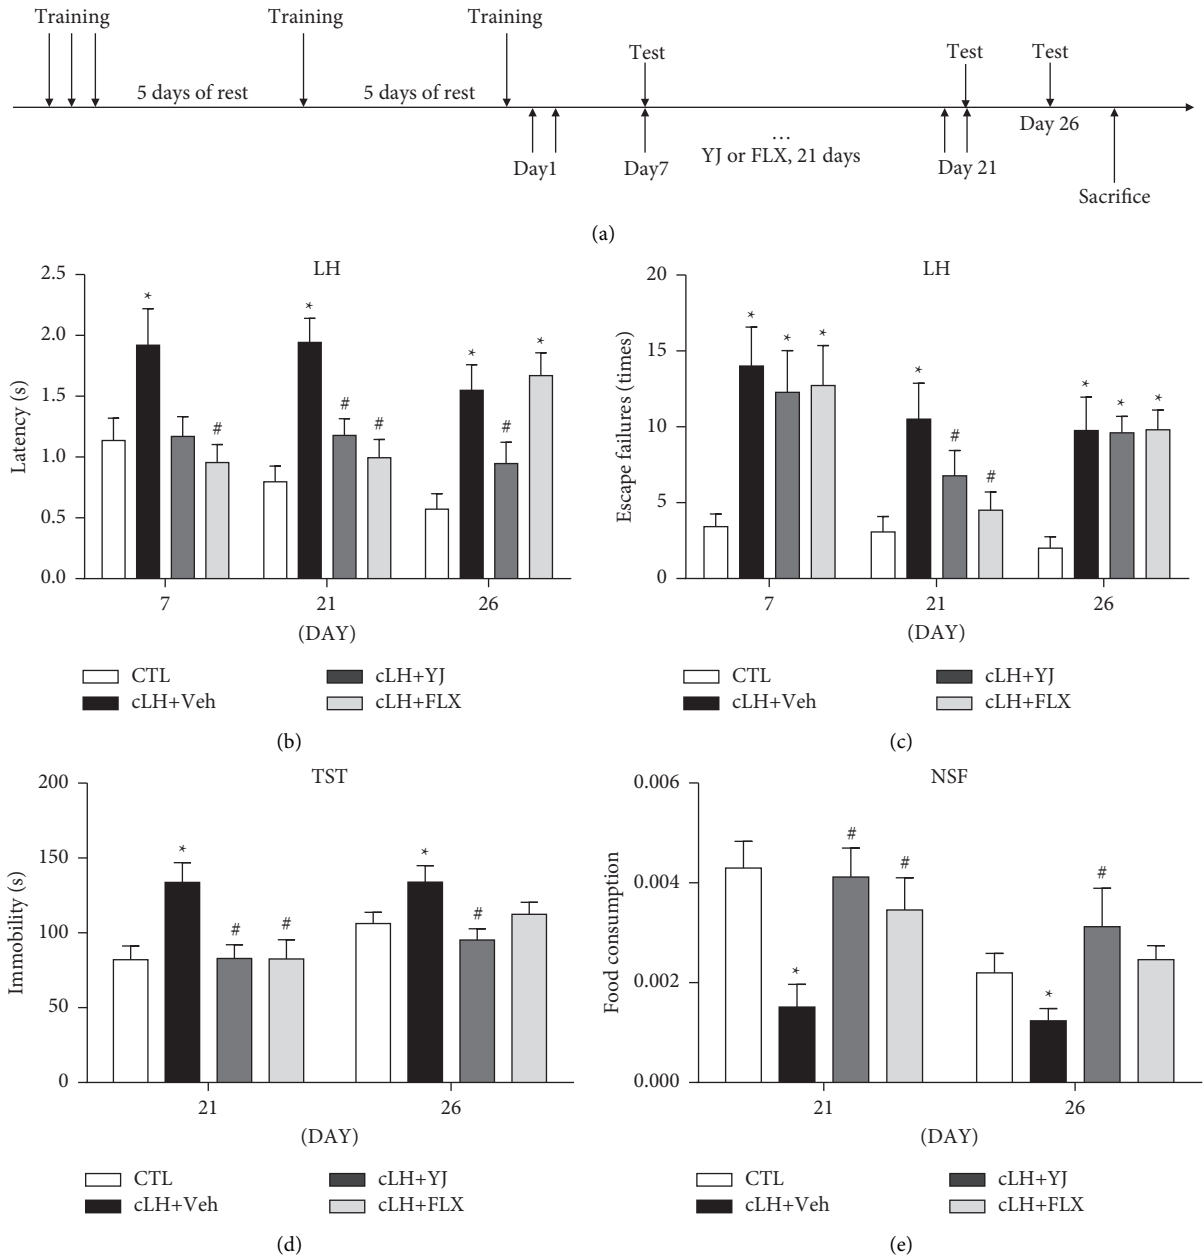 Training Training Training
Test Test Test
5 days of rest 5 days of rest
Day 26
...
Day1 Day7 YJ or FLX, 21 days Day 21
Sacrifice
(a)
LH
Latency (s)
2.5
2.0
1.5
1.0
0.5
0.0
* * * *
# # # #
7 21 26
(DAY)
CTL cLH+YJ
cLH+Veh cLH+FLX
(b)
LH
Escape failures (times)
20
15
10
5
0
* * * * * * *
# #
7 21 26
(DAY)
CTL cLH+YJ
cLH+Veh cLH+FLX
(c)
TST
Immobility (s)
200
150
100
50
0
* *
# # #
21 26
(DAY)
CTL cLH+YJ
cLH+Veh cLH+FLX
(d)
NSF
Food consumption
0.006
0.004
0.002
0.000
# # #
* *
21 26
(DAY)
CTL cLH+YJ
cLH+Veh cLH+FLX
(e)